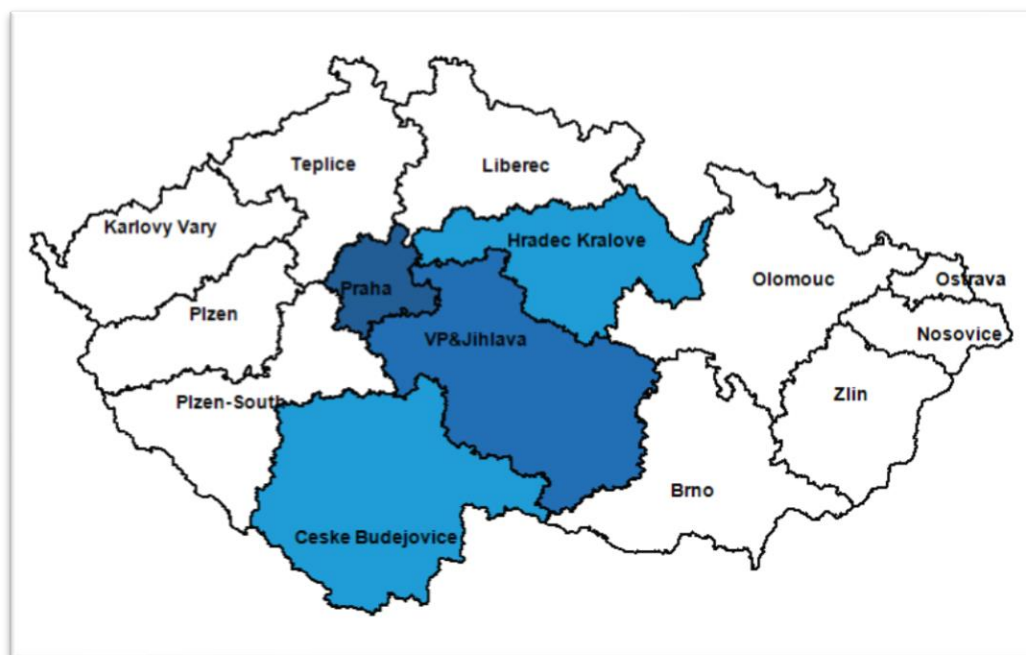 Teplice
Liberec
Karlovy Vary
Hradec Kralove
Olomouc
Ostrava
Praha
Plzen
Nosovice
VP&Jihlava
Zlin
Plzen-South
Brno
Ceske Budejovice